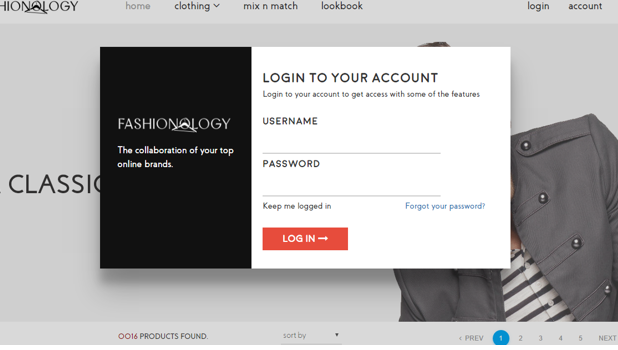 home clothing mix n match lookbook login account
LOGIN TO YOUR ACCOUNT
Login to your account to get access with some of the features
FASHIONOLOGY
The collaboration of your top
online brands.
USERNAME
PASSWORD
Keep me logged in Forgot your password?
LOG IN
CLASSIC
0016 PRODUCTS FOUND. sort by PREV 1 2 3 4 5 NEXT